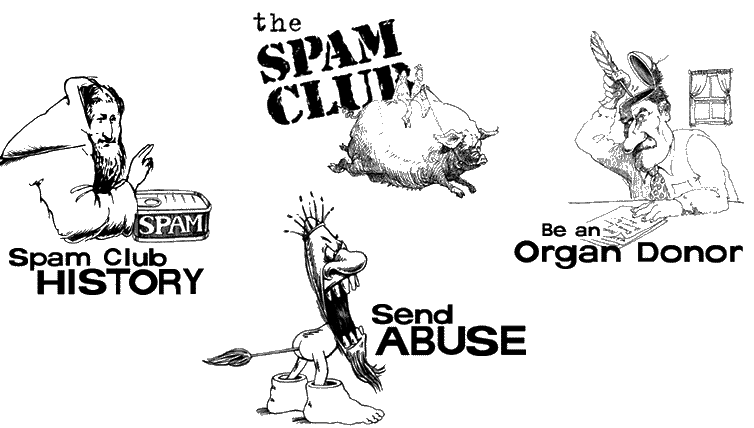 the
SPAM
CLUB
SPAM
Spam Club
HISTORY
Be an
Organ Donor
Send
ABUSE